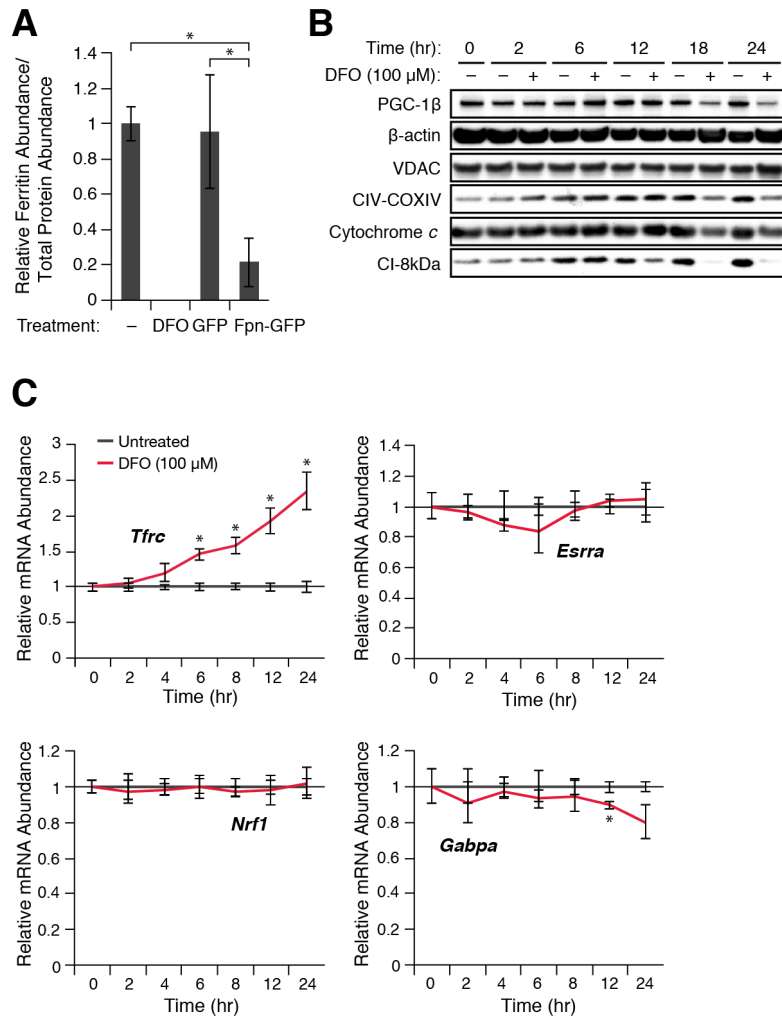 A
Relative Ferritin Abundance/
Total Protein Abundance
1.4
1.2
1
0.8
0.6
0.4
0.2
0
*
*
Treatment: – DFO GFP Fpn-GFP
B
Time (hr): 0 2 6 12 18 24
DFO (100 µM): – – + – + – + – + – +
PGC-1β
β-actin
VDAC
CIV-COXIV
Cytochrome c
CI-8kDa
C
Relative mRNA Abundance
3
2.5
2
1.5
1
0.5
0
Untreated
DFO (100 µM)
Tfrc
* * * *
0 2 4 6 8 12 24
Time (hr)
Relative mRNA Abundance
1.4
1.2
1
0.8
0.6
0.4
0.2
0
Esrra
0 2 4 6 8 12 24
Time (hr)
Relative mRNA Abundance
1.2
1
0.8
0.6
0.4
0.2
0
Nrf1
0 2 4 6 8 12 24
Time (hr)
Relative mRNA Abundance
1.2
1
0.8
0.6
0.4
0.2
0
Gabpa
*
0 2 4 6 8 12 24
Time (hr)